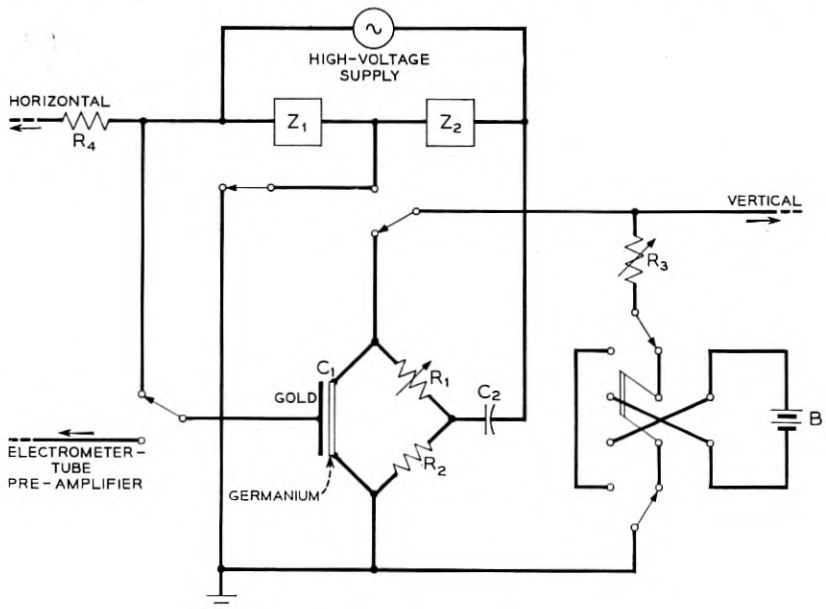 HIGH-VOLTAGE
SUPPLY
HORIZONTAL
R4
Z1
Z2
VERTICAL
R3
C1
GOLD
R1
C2
R2
B
ELECTROMETER-
TUBE
PRE-AMPLIFIER
GERMANIUM